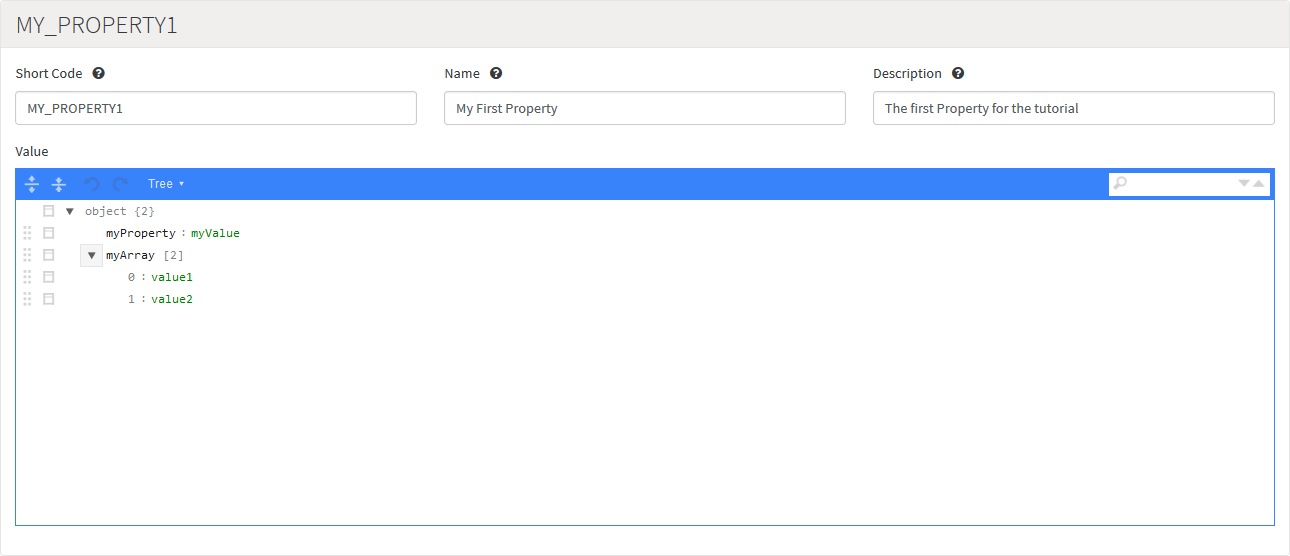 MY_PROPERTY1
Short Code ? Name ? Description ?
MY_PROPERTY1 My First Property The first Property for the tutorial
Value
Tree
object {2}
myProperty : myValue
myArray [2]
0 : value1
1 : value2